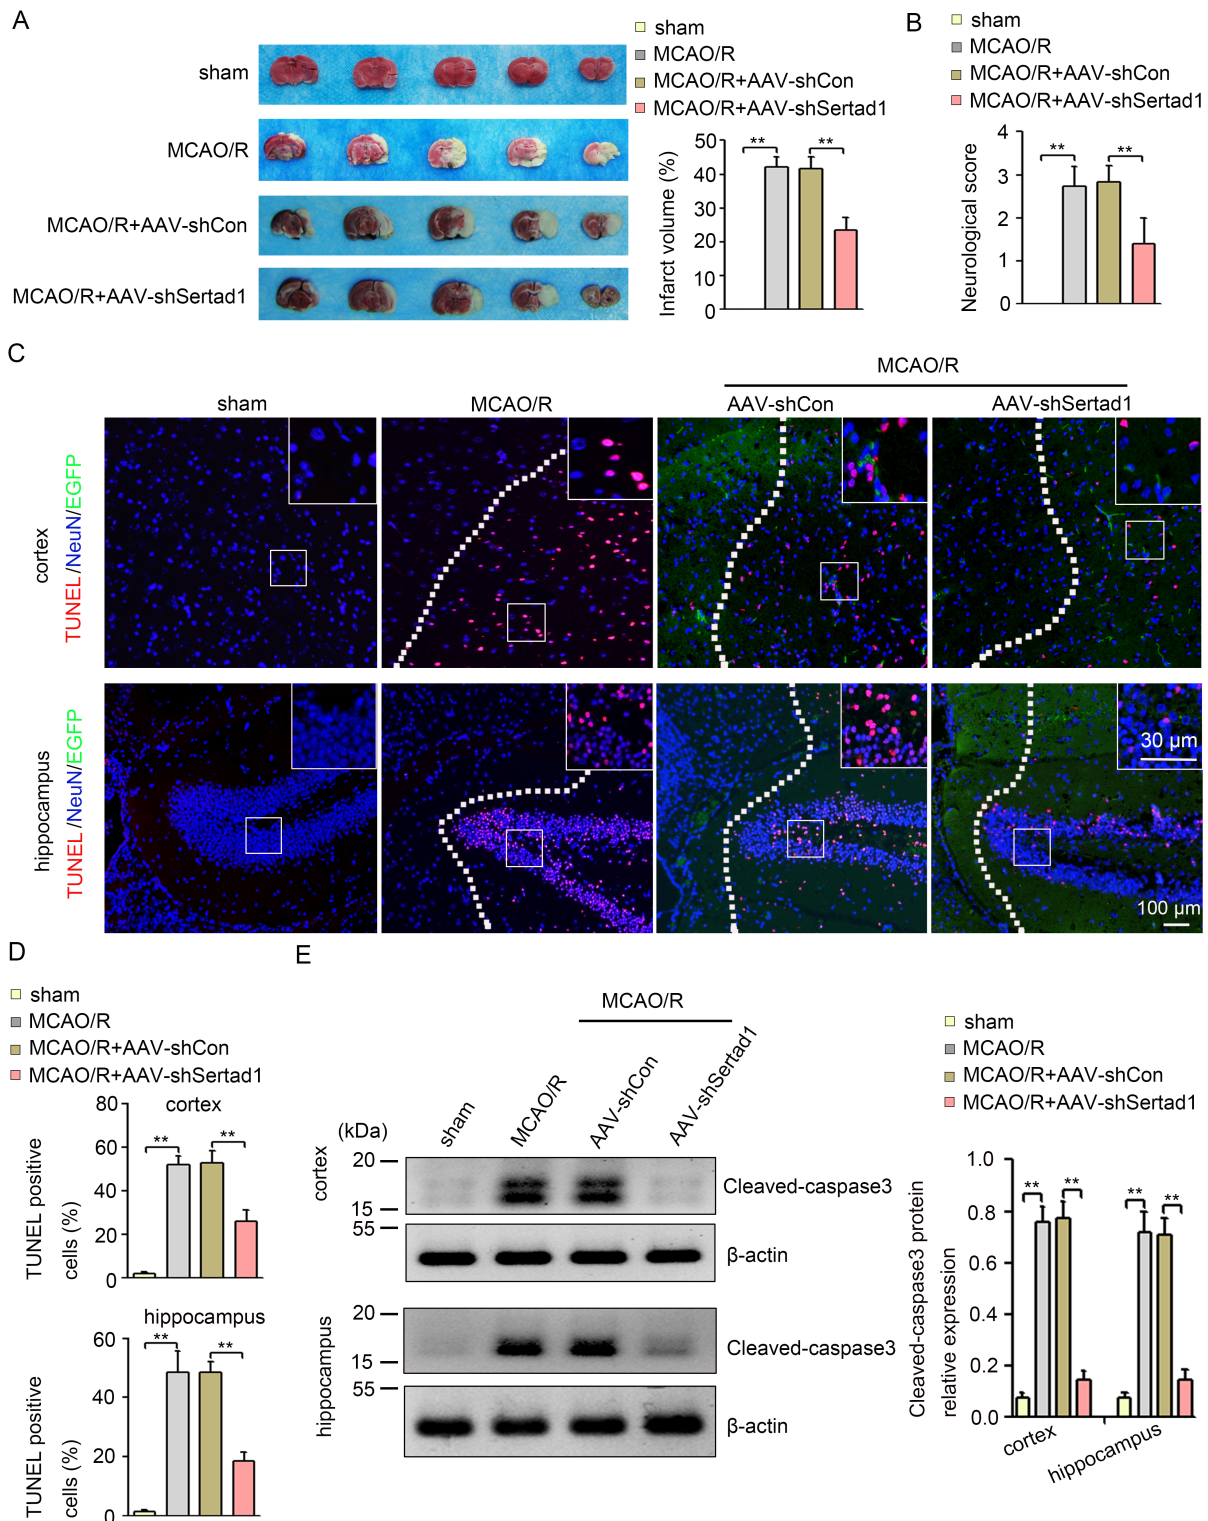 A
sham
MCAO/R
MCAO/R+AAV-shCon
MCAO/R+AAV-shSertad1
sham
MCAO/R
MCAO/R+AAV-shCon
MCAO/R+AAV-shSertad1
Infarct volume (%)
50
40
30
20
10
0
** **
B
sham
MCAO/R
MCAO/R+AAV-shCon
MCAO/R+AAV-shSertad1
Neurological score
4
3
2
1
0
** **
C
MCAO/R
sham
MCAO/R
AAV-shCon
AAV-shSertad1
cortex
TUNEL/NeuN/EGFP
hippocampus
TUNEL/NeuN/EGFP
30 μm
100 μm
D
sham
MCAO/R
MCAO/R+AAV-shCon
MCAO/R+AAV-shSertad1
cortex
TUNEL positive
cells (%)
80
60
40
20
0
** **
hippocampus
TUNEL positive
cells (%)
60
40
20
0
** **
E
MCAO/R
sham
MCAO/R
AAV-shCon
AAV-shSertad1
(kDa)
cortex
20
15
Cleaved-caspase3
55
β-actin
hippocampus
20
15
Cleaved-caspase3
55
β-actin
sham
MCAO/R
MCAO/R+AAV-shCon
MCAO/R+AAV-shSertad1
Cleaved-caspase3 protein
relative expression
1.0
0.8
0.6
0.4
0.2
0.0
** ** ** **
cortex
hippocampus